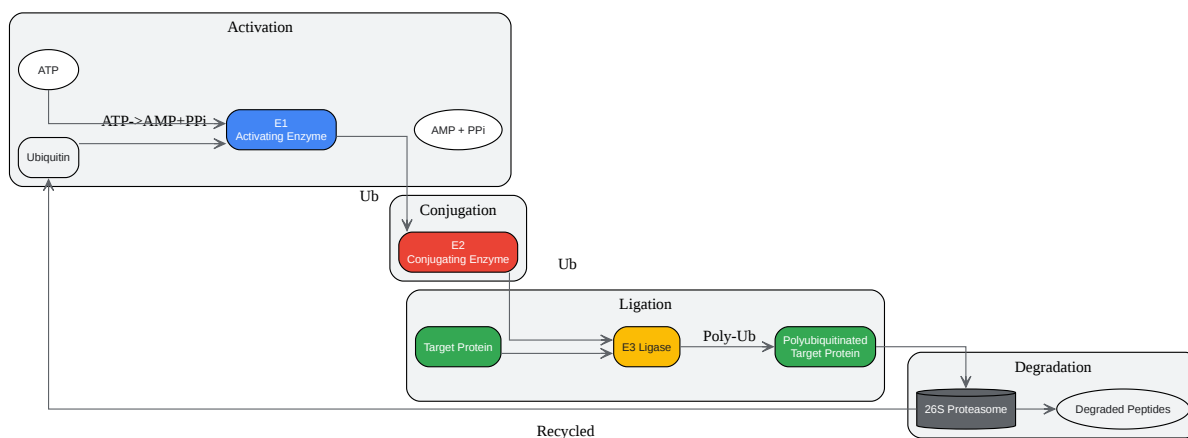 Activation
ATP
ATP->AMP+PPi
E1
Activating Enzyme
AMP + PPi
Ubiquitin
Ub
Conjugation
E2
Conjugating Enzyme
Ub
Ligation
Target Protein
E3 Ligase
Poly-Ub
Polyubiquitinated
Target Protein
Degradation
26S Proteasome
Degraded Peptides
Recycled